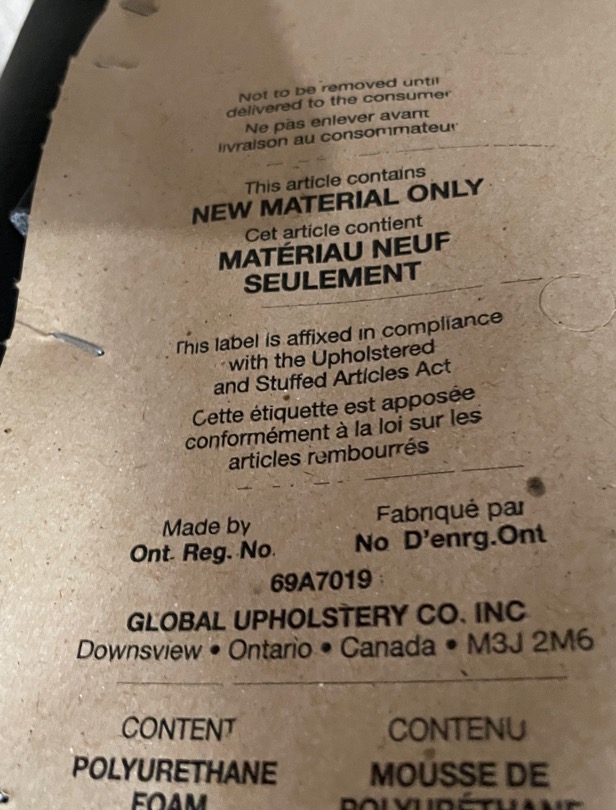 Not to be removed until
delivered to the consumer
Ne pas enlever avant
livraison au consommateur
This article contains
NEW MATERIAL ONLY
Cet article contient
MATÉRIAU NEUF
SEULEMENT
This label is affixed in compliance
with the Upholstered
and Stuffed Articles Act
Cette étiquette est apposée
conformément à la loi sur les
articles rembourrés
Made by Fabriqué par
Ont. Reg. No. No D'enrg.Ont
69A7019
GLOBAL UPHOLSTERY CO. INC
Downsview • Ontario • Canada • M3J 2M6
CONTENT CONTENU
POLYURETHANE MOUSSE DE
FOAM POLYURÉTHANE